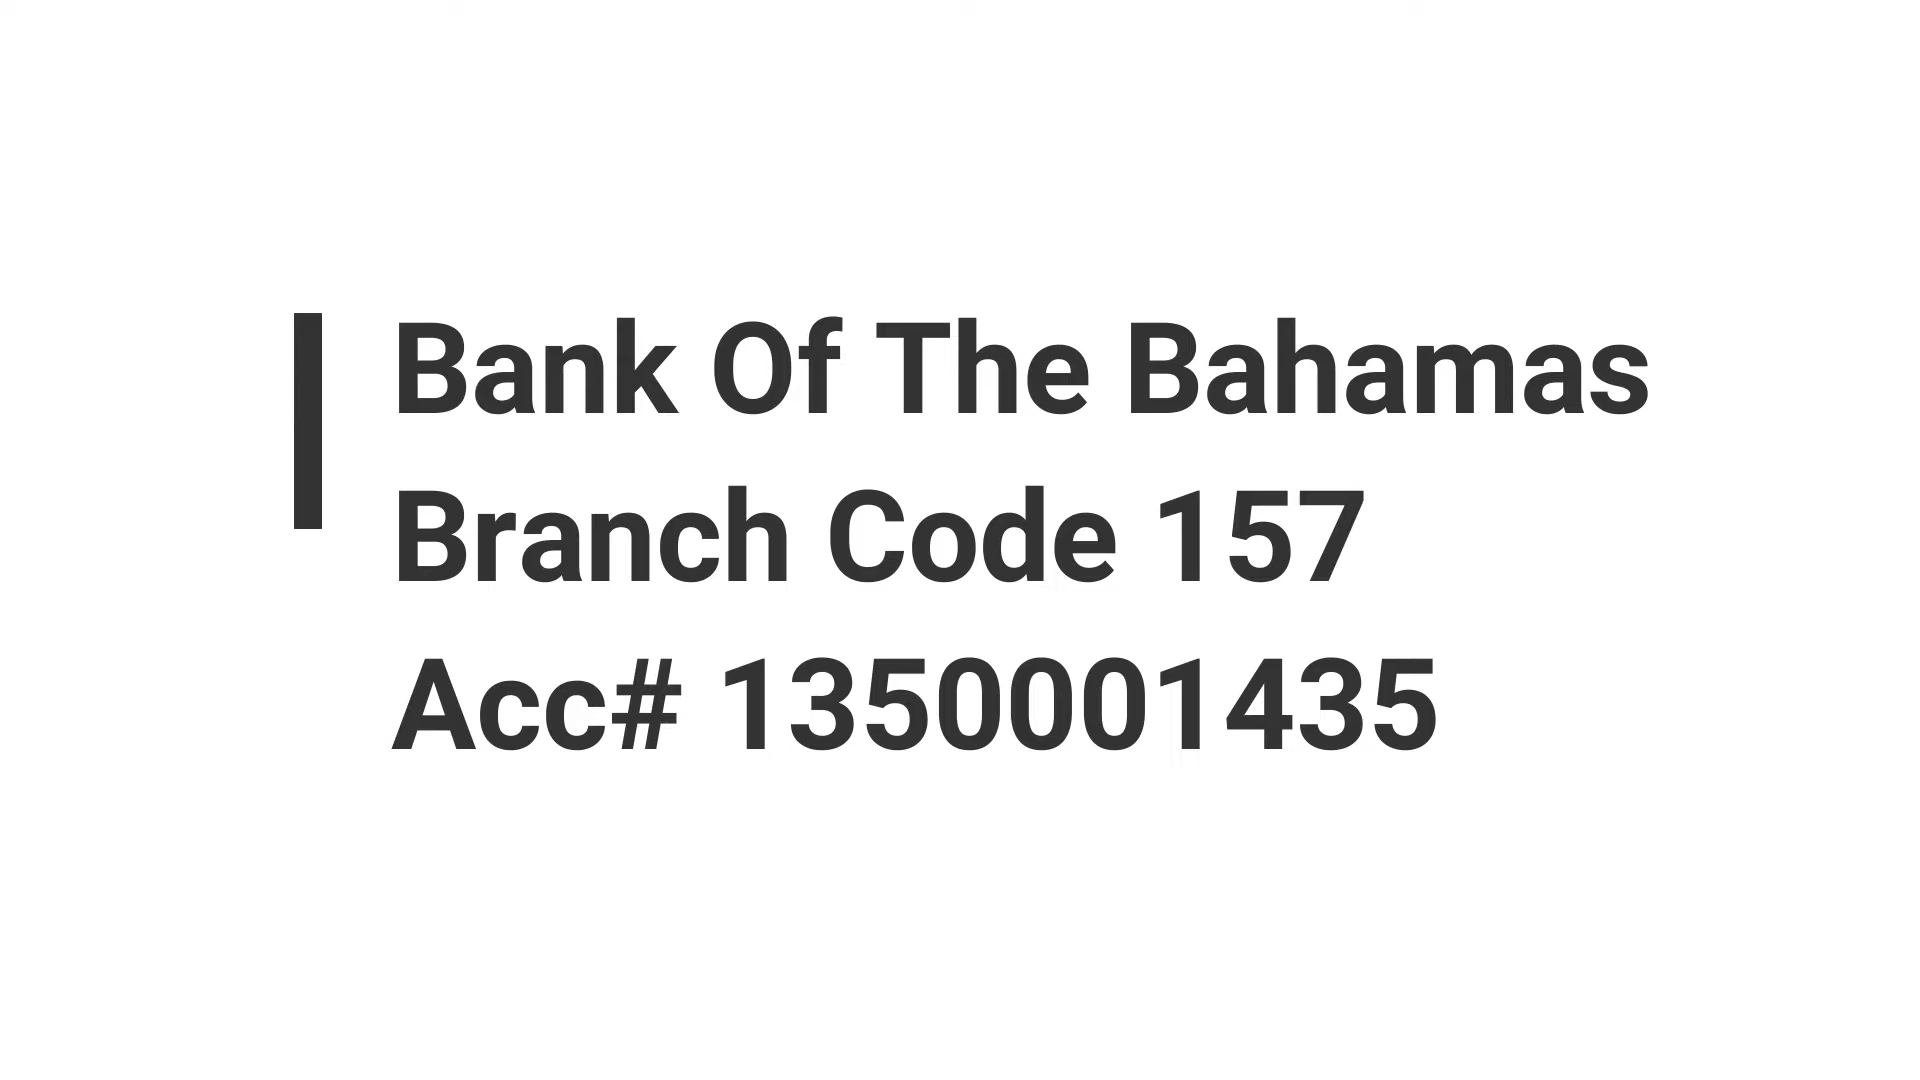 Bank Of The Bahamas
Branch Code 157
Acc# 1350001435